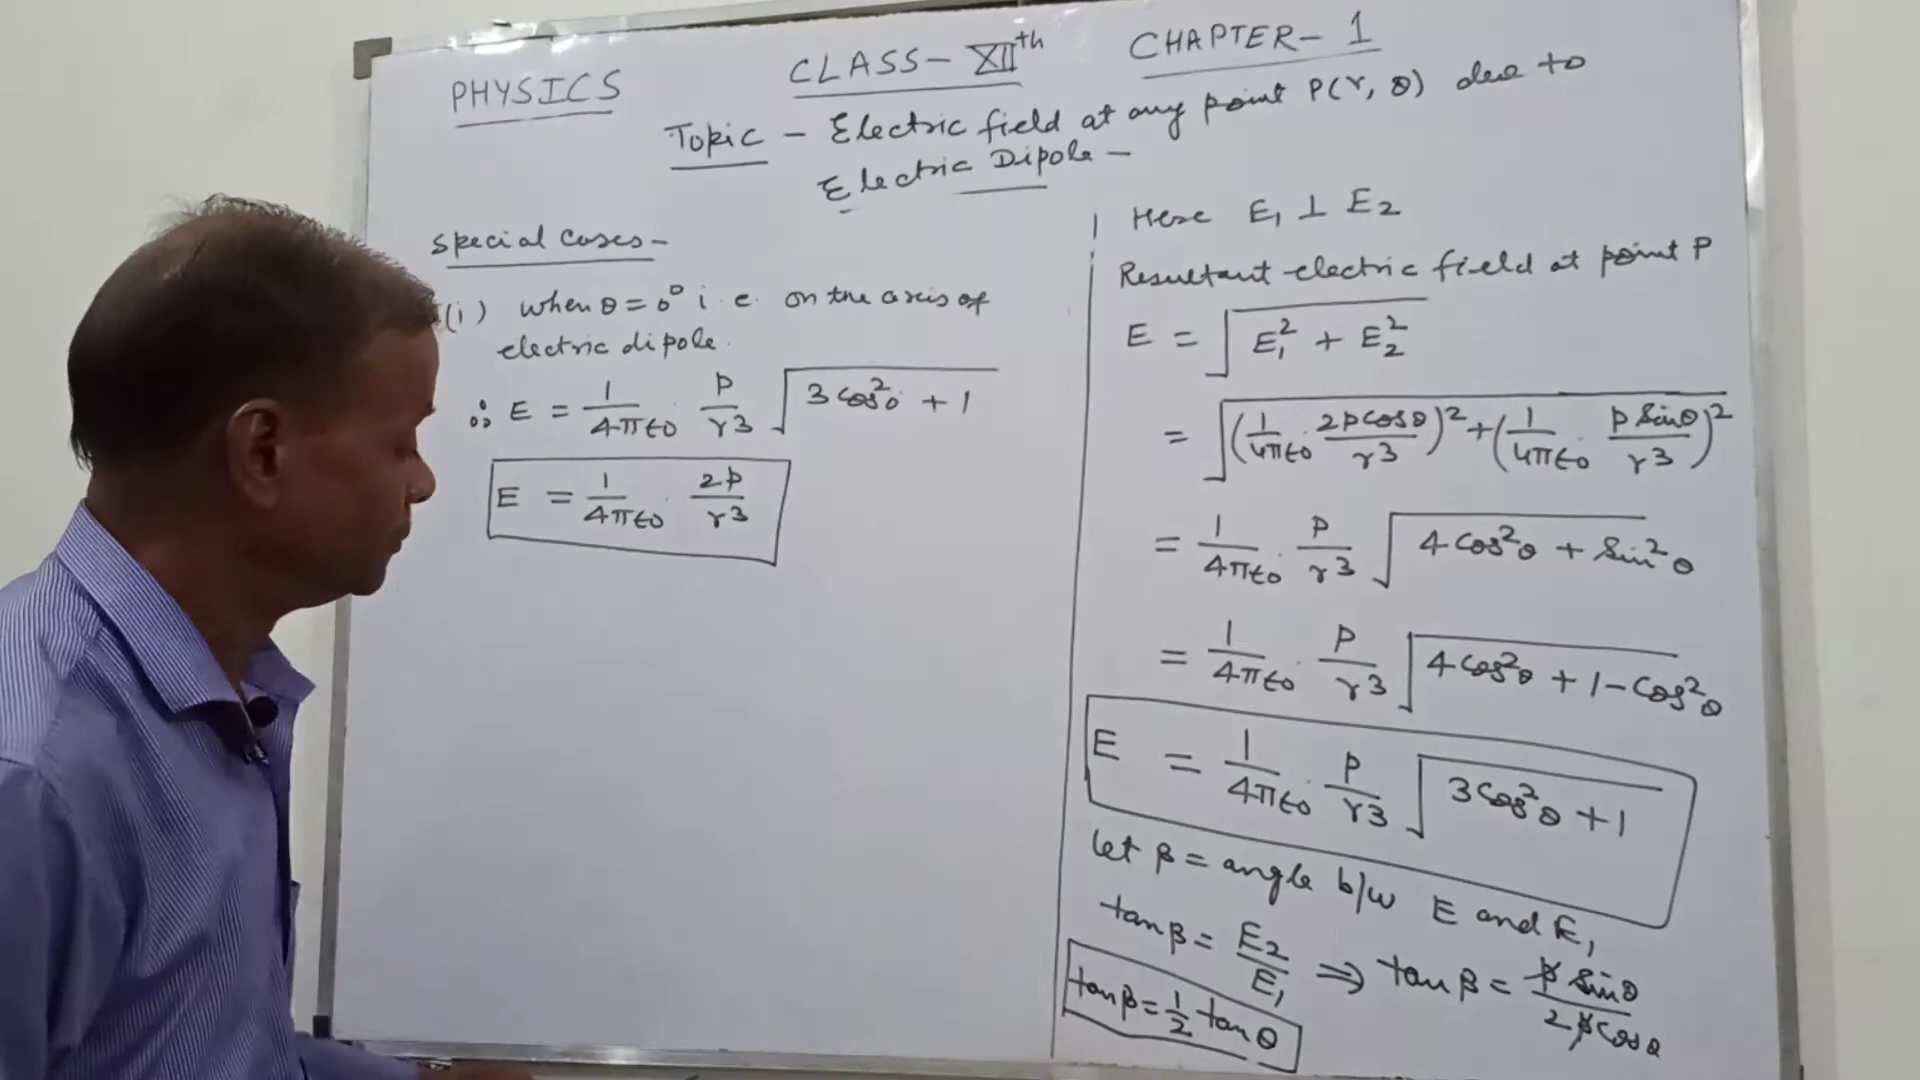 PHYSICS CLASS- XIIth CHAPTER- 1
Topic - Electric field at any point P(r, θ) due to
Electric Dipole -
Special Cases -
(i) when θ = 0° i.e. on the axis of
electric dipole.
∴ E = 1/4πε0 . p/r3 √3cos²0 + 1
E = 1/4πε0 . 2p/r3
Here E1 ⊥ E2
Resultant electric field at point P
E = √E1² + E2²
= √(1/4πε0 . 2pcosθ/r3)² + (1/4πε0 . p sinθ/r3)²
= 1/4πε0 . p/r3 √4cos²θ + sin²θ
= 1/4πε0 . p/r3 √4cos²θ + 1 - cos²θ
E = 1/4πε0 . p/r3 √3cos²θ + 1
let β = angle b/w E and E1
tanβ = E2/E1 ⇒ tanβ = p sinθ/2pcosθ
tanβ = 1/2 tanθ